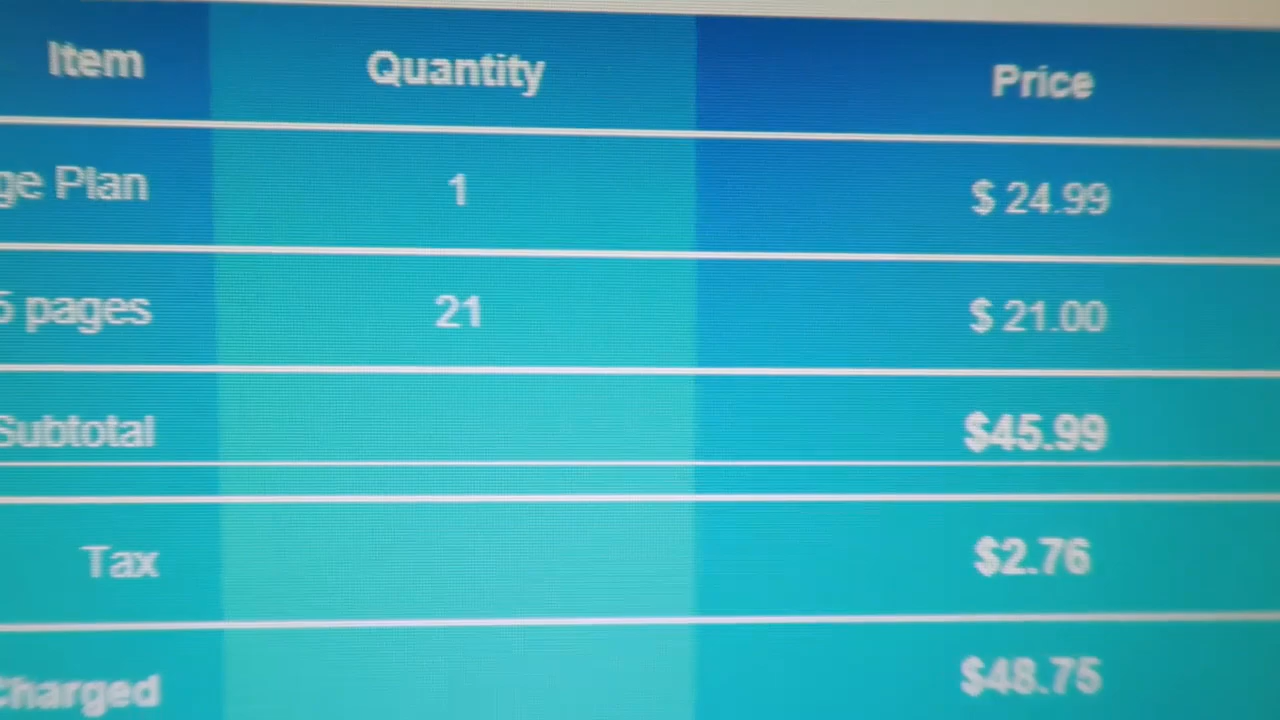 Item Quantity Price
ge Plan 1 $ 24.99
5 pages 21 $ 21.00
Subtotal $45.99
Tax $2.76
Charged $48.75